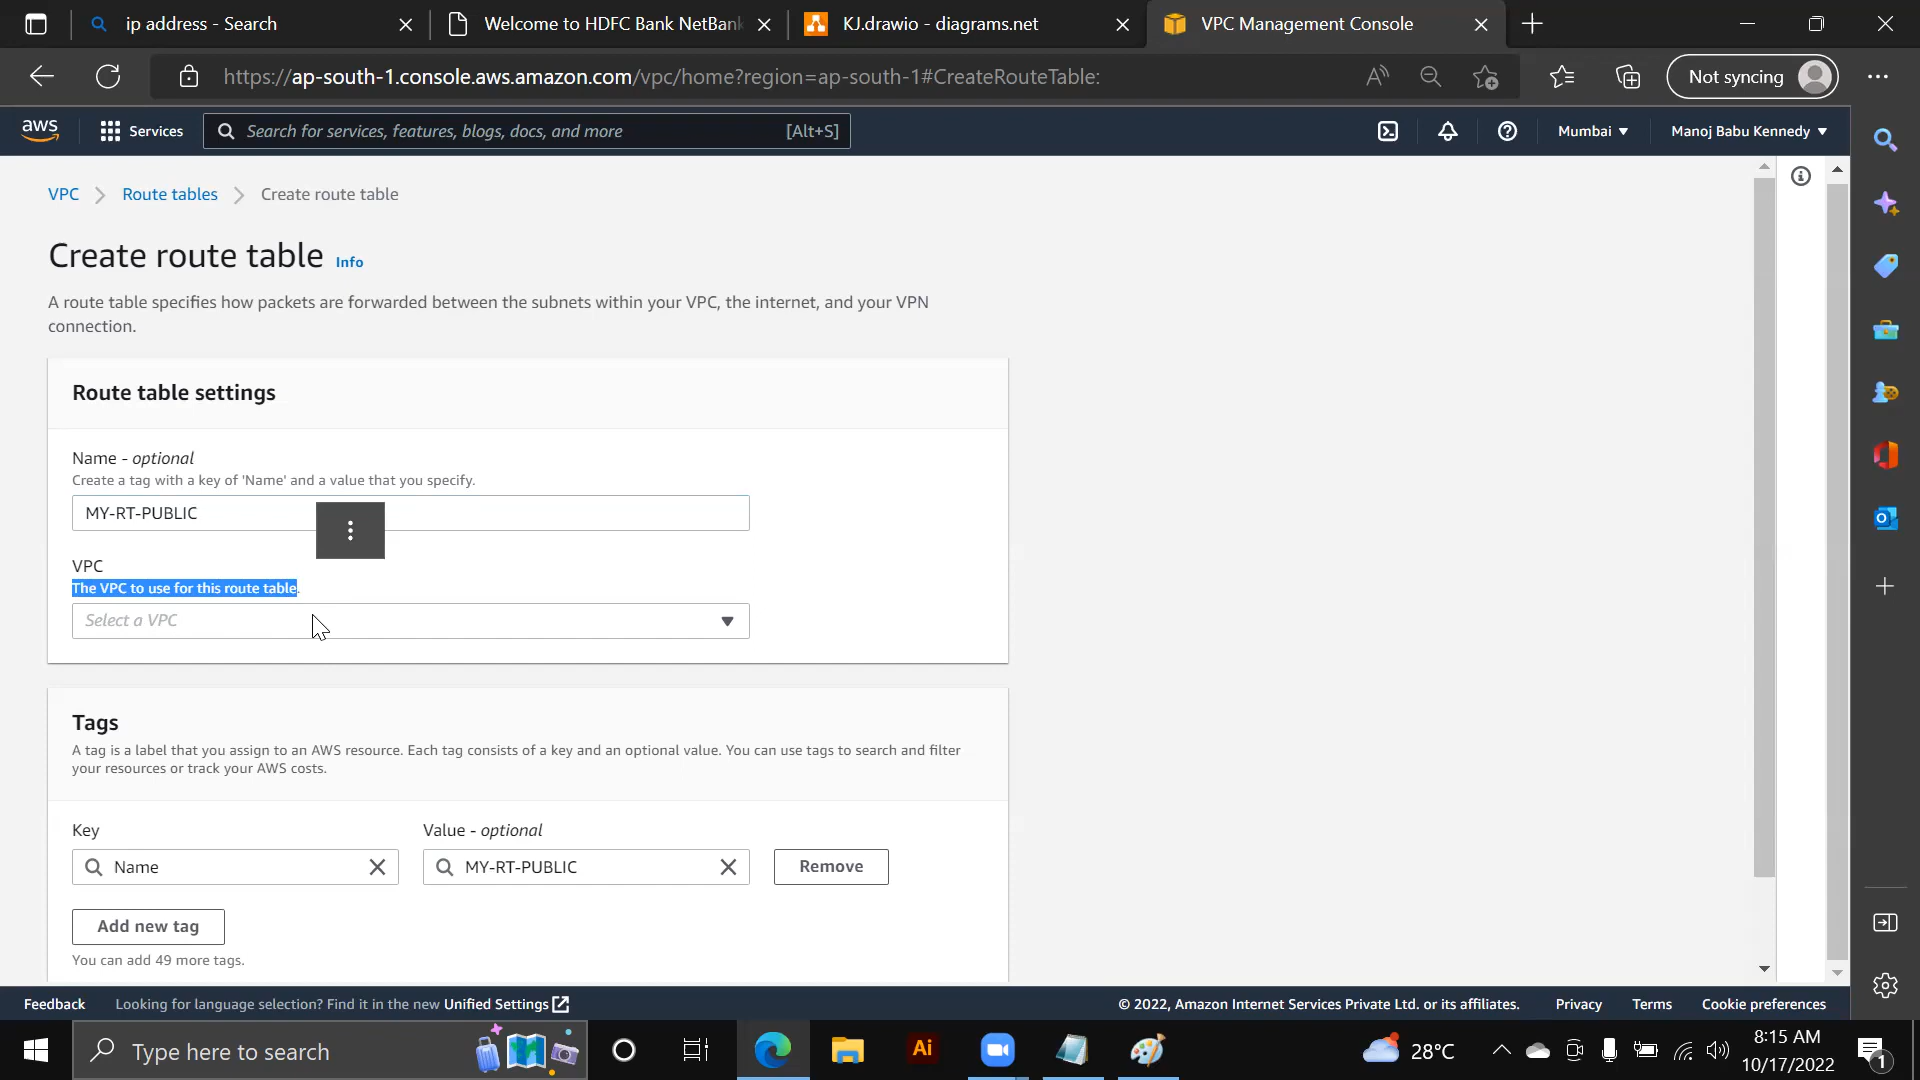 ip address - Search
Welcome to HDFC Bank NetBank
KJ.drawio - diagrams.net
VPC Management Console
https://ap-south-1.console.aws.amazon.com/vpc/home?region=ap-south-1#CreateRouteTable:
A
Not syncing
aws
Services
Search for services, features, blogs, docs, and more
[Alt+S]
Mumbai
Manoj Babu Kennedy
VPC
Route tables
Create route table
Create route table
Info
A route table specifies how packets are forwarded between the subnets within your VPC, the internet, and your VPN
connection.
Route table settings
Name - optional
Create a tag with a key of 'Name' and a value that you specify.
MY-RT-PUBLIC
VPC
The VPC to use for this route table.
Select a VPC
Tags
A tag is a label that you assign to an AWS resource. Each tag consists of a key and an optional value. You can use tags to search and filter
your resources or track your AWS costs.
Key
Value - optional
Name
MY-RT-PUBLIC
Remove
Add new tag
You can add 49 more tags.
Feedback
Looking for language selection? Find it in the new Unified Settings
© 2022, Amazon Internet Services Private Ltd. or its affiliates.
Privacy
Terms
Cookie preferences
Type here to search
Ai
28°C
8:15 AM
10/17/2022
1